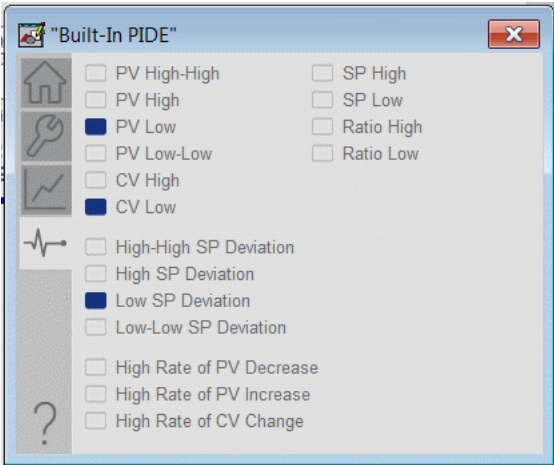 "Built-In PIDE"
PV High-High
PV High
PV Low
PV Low-Low
CV High
CV Low
SP High
SP Low
Ratio High
Ratio Low
High-High SP Deviation
High SP Deviation
Low SP Deviation
Low-Low SP Deviation
High Rate of PV Decrease
High Rate of PV Increase
High Rate of CV Change
?